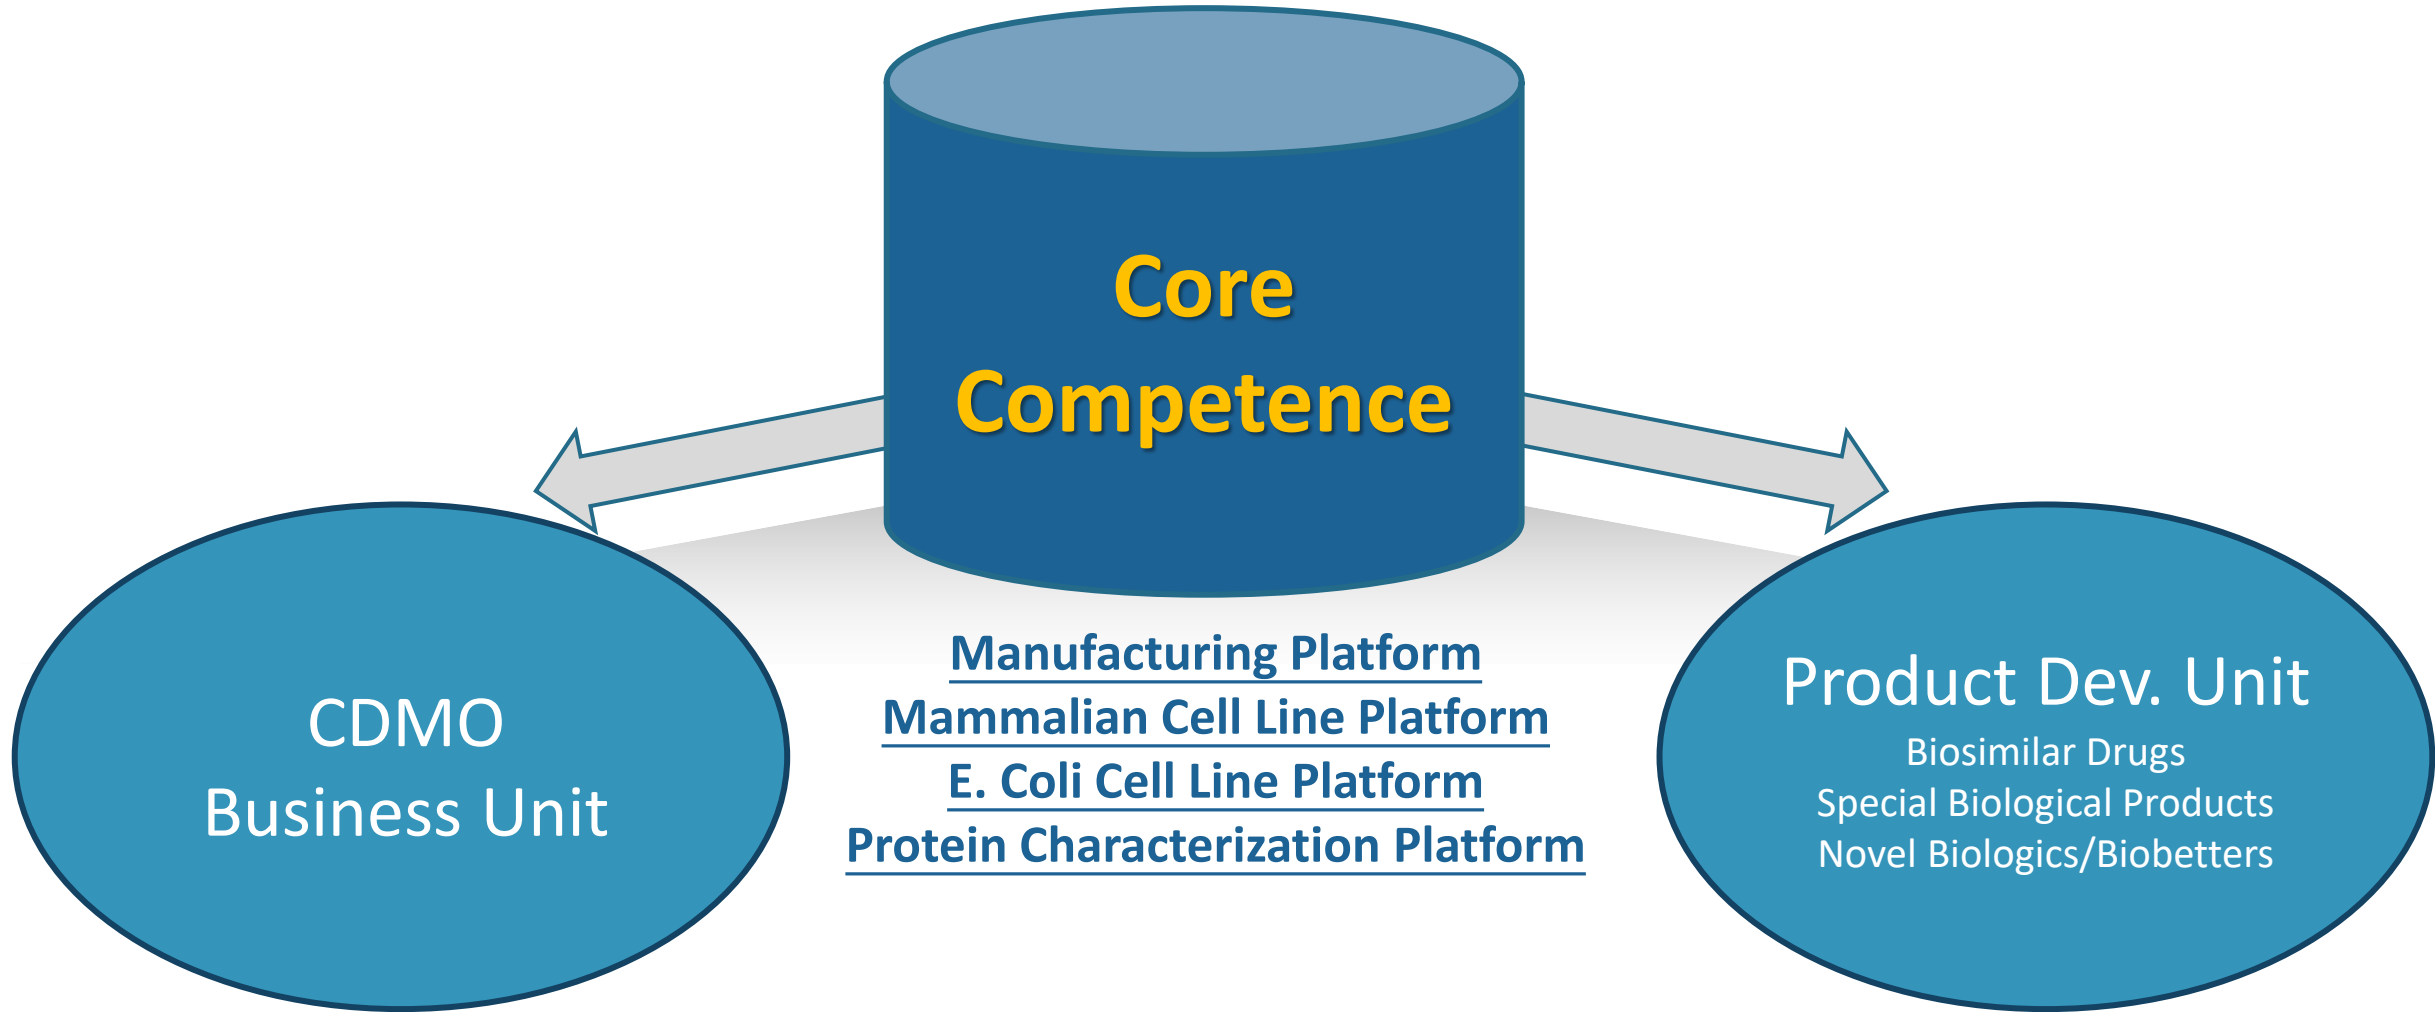 Core
Competence
Manufacturing Platform
Mammalian Cell Line Platform
E. Coli Cell Line Platform
Protein Characterization Platform
CDMO
Business Unit
Product Dev. Unit
Biosimilar Drugs
Special Biological Products
Novel Biologics/Biobetters